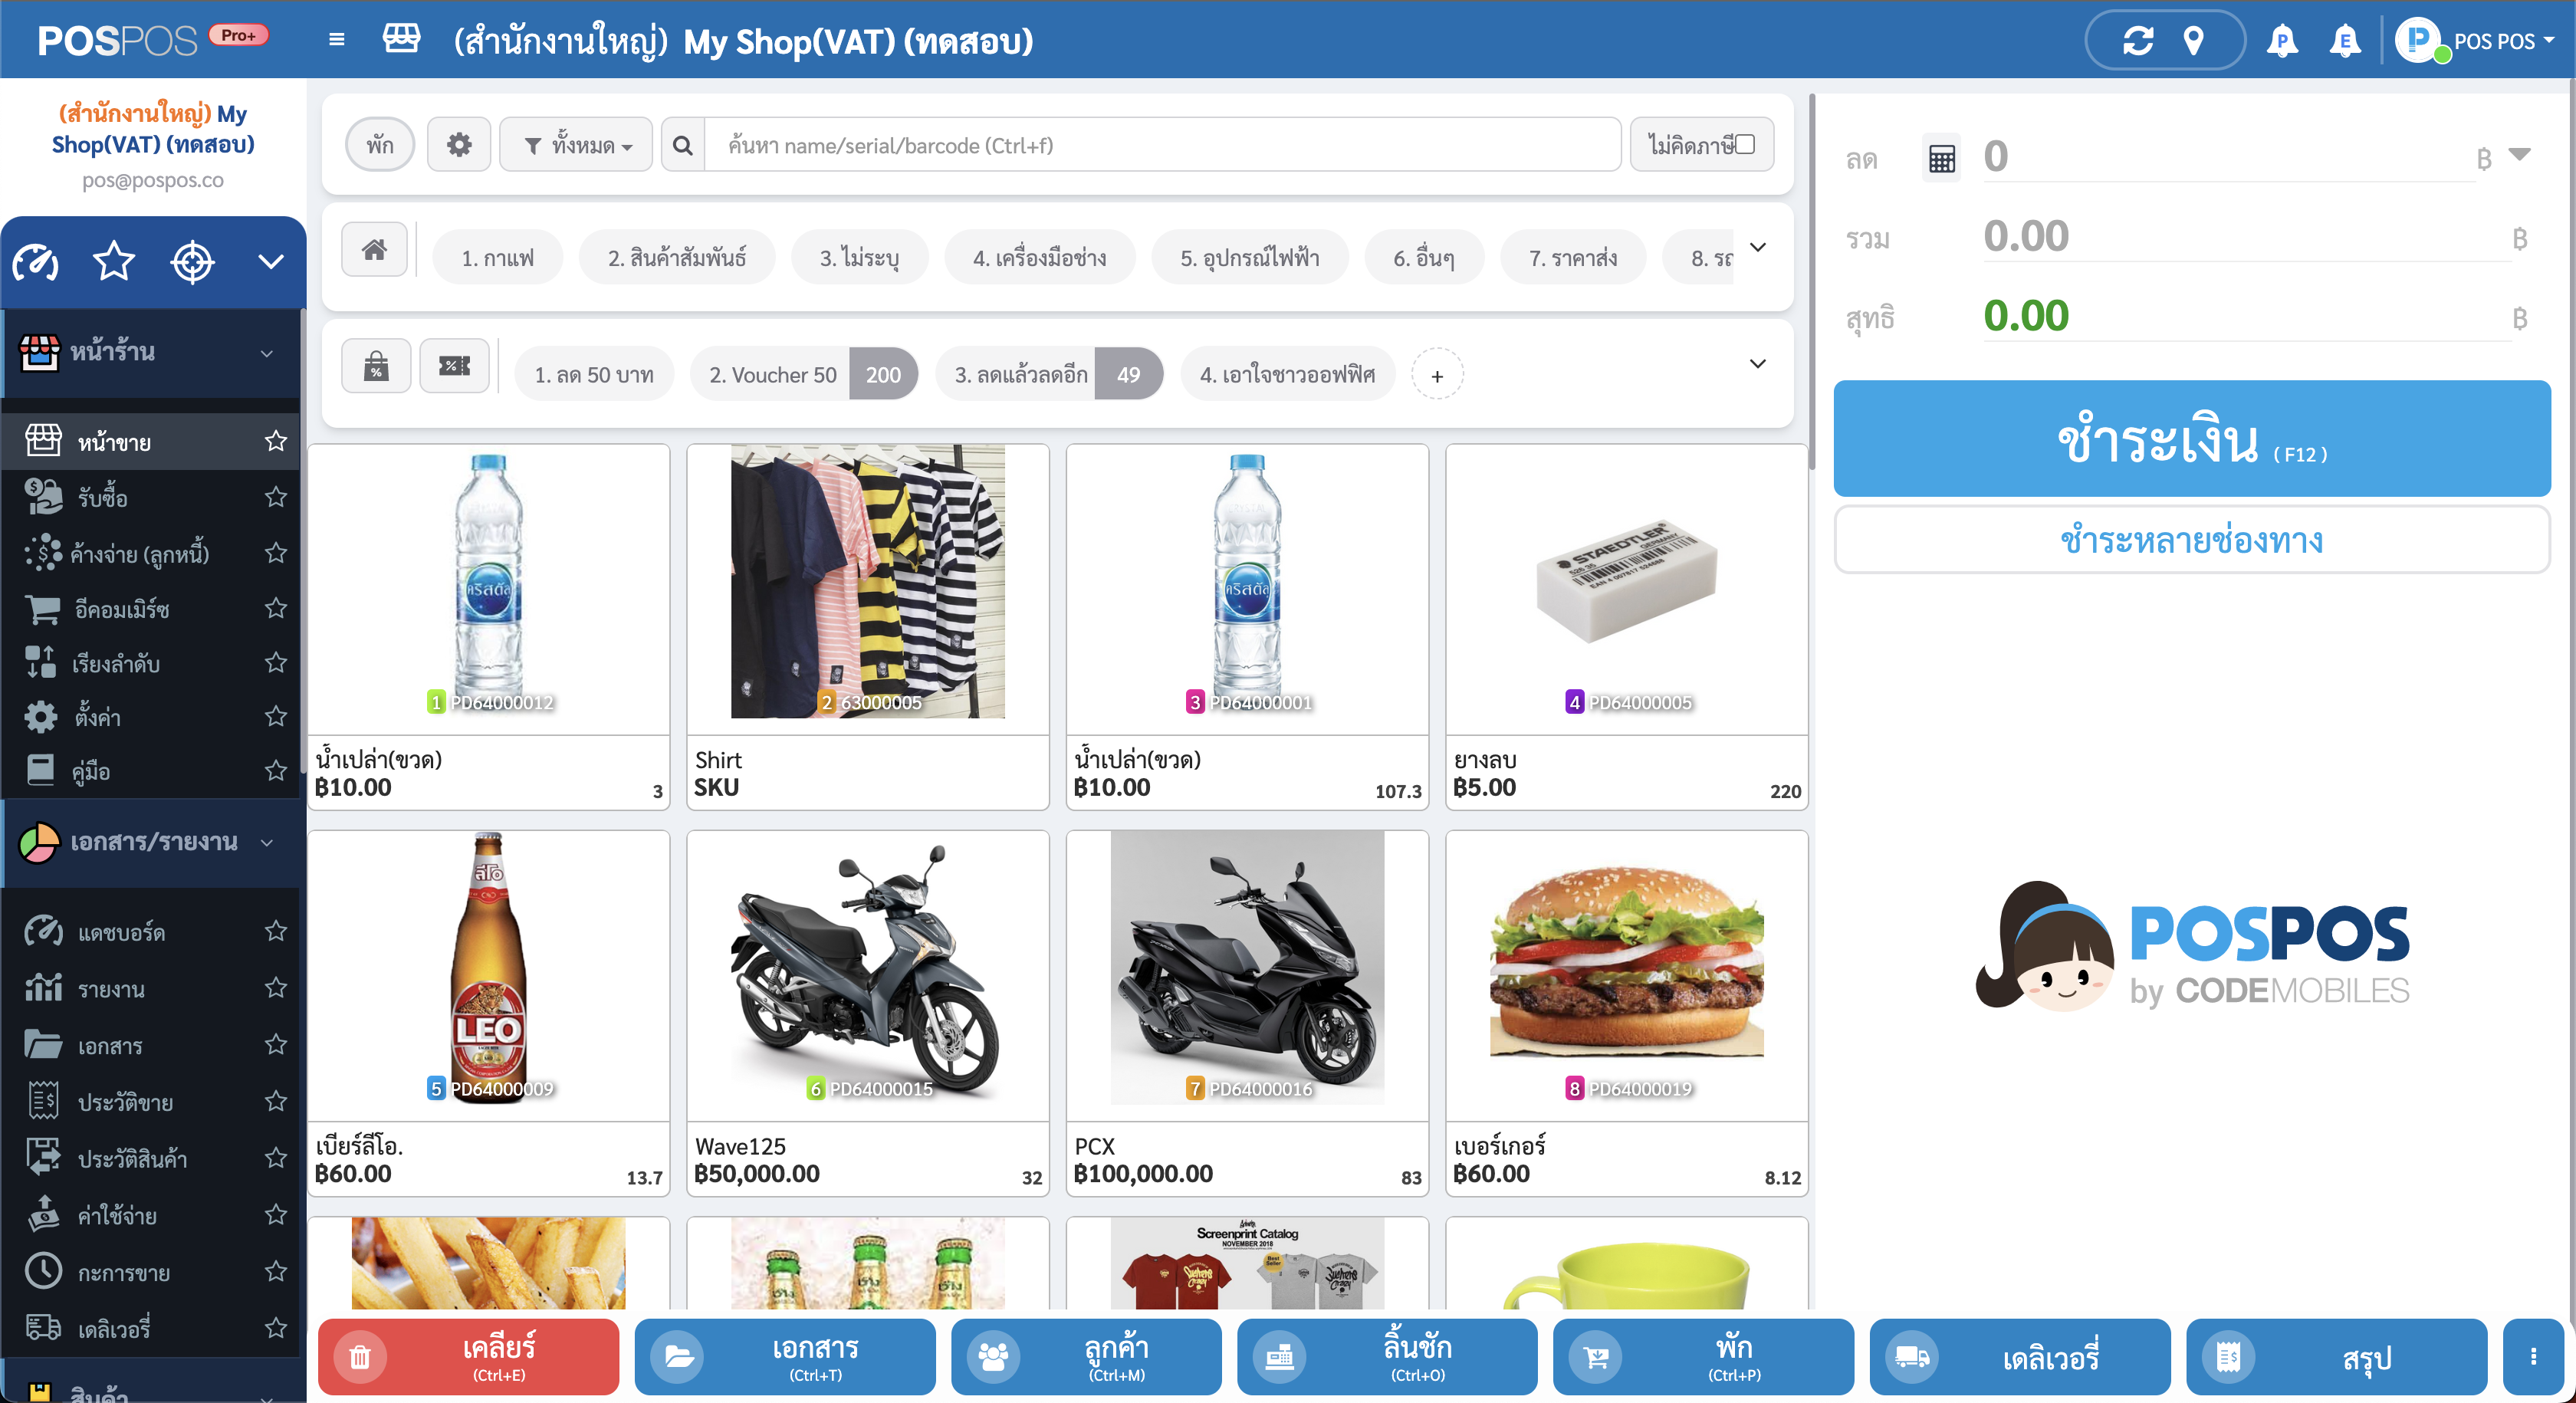 POSPOS Pro+
(สำนักงานใหญ่) My Shop(VAT) (ทดสอบ)
P
E
P
POS POS
(สำนักงานใหญ่) My
Shop(VAT) (ทดสอบ)
pos@pospos.co
หน้าร้าน
หน้าขาย
รับซื้อ
ค้างจ่าย (ลูกหนี้)
อีคอมเมิร์ซ
เรียงลำดับ
ตั้งค่า
คู่มือ
เอกสาร/รายงาน
แดชบอร์ด
รายงาน
เอกสาร
ประวัติขาย
ประวัติสินค้า
ค่าใช้จ่าย
กะการขาย
เดลิเวอรี่
สินค้า
พัก
ทั้งหมด
ค้นหา name/serial/barcode (Ctrl+f)
ไม่คิดภาษี
1. กาแฟ
2. สินค้าสัมพันธ์
3. ไม่ระบุ
4. เครื่องมือช่าง
5. อุปกรณ์ไฟฟ้า
6. อื่นๆ
7. ราคาส่ง
8. รถ
1. ลด 50 บาท
2. Voucher 50 200
3. ลดแล้วลดอีก 49
4. เอาใจชาวออฟฟิศ
+
คริสตัล
1 PD64000012
น้ำเปล่า(ขวด)
฿10.00 3
2 63000005
Shirt
SKU
คริสตัล
3 PD64000001
น้ำเปล่า(ขวด)
฿10.00 107.3
STAEDTLER
GERMANY
4 PD64000005
ยางลบ
฿5.00 220
ลีโอ
LEO
5 PD64000009
เบียร์ลีโอ.
฿60.00 13.7
6 PD64000015
Wave125
฿50,000.00 32
7 PD64000016
PCX
฿100,000.00 83
8 PD64000019
เบอร์เกอร์
฿60.00 8.12
ช้าง
Screenprint Catalog
NOVEMBER 2018
Best
Seller
ลด 0 ฿
รวม 0.00 ฿
สุทธิ 0.00 ฿
ชำระเงิน ( F12 )
ชำระหลายช่องทาง
POSPOS
by CODEMOBILES
เคลียร์
(Ctrl+E)
เอกสาร
(Ctrl+T)
ลูกค้า
(Ctrl+M)
ลิ้นชัก
(Ctrl+O)
พัก
(Ctrl+P)
เดลิเวอรี่
สรุป